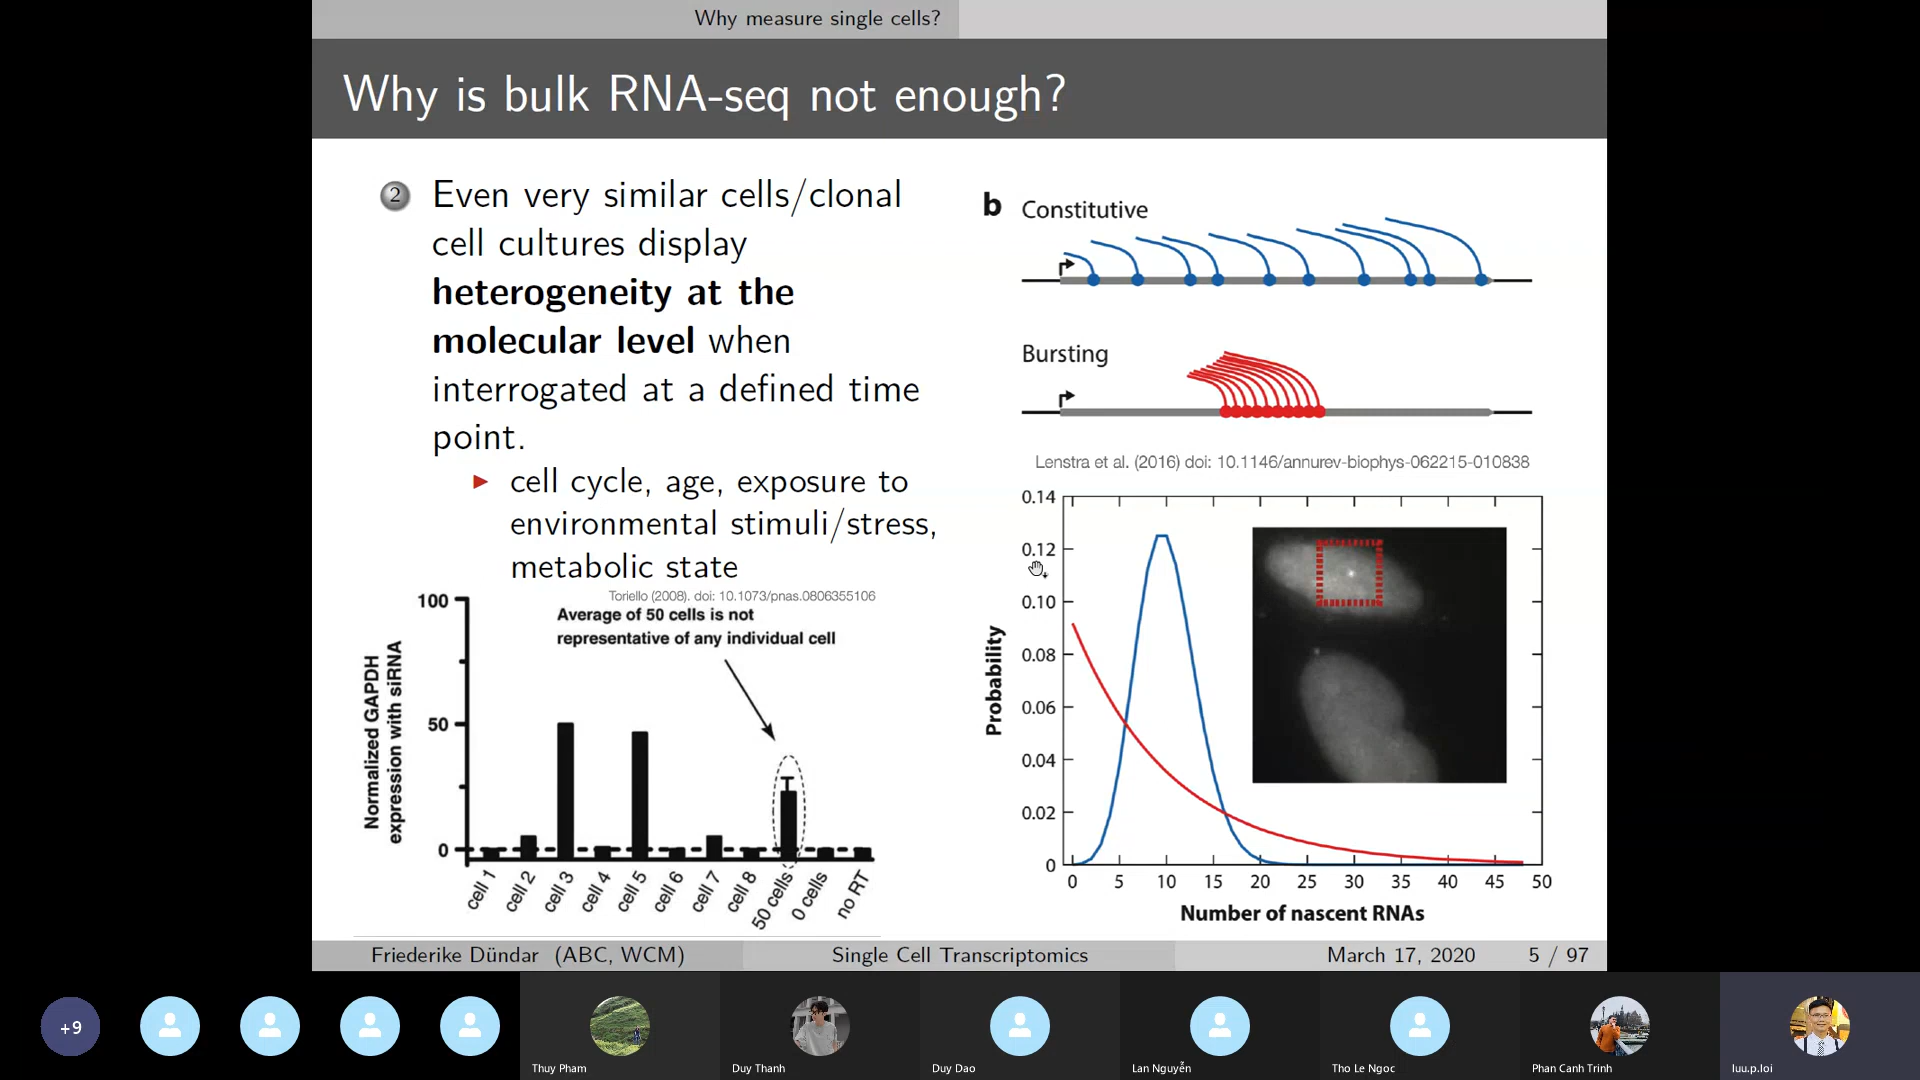 Why measure single cells?
Why is bulk RNA-seq not enough?
2
Even very similar cells/clonal
cell cultures display
heterogeneity at the
molecular level when
interrogated at a defined time
point.
cell cycle, age, exposure to
environmental stimuli/stress,
metabolic state
Toriello (2008). doi: 10.1073/pnas.0806355106
Average of 50 cells is not
representative of any individual cell
Normalized GAPDH
expression with siRNA
100
50
0
cell 1
cell 2
cell 3
cell 4
cell 5
cell 6
cell 7
cell 8
50 cells
0 cells
no RT
b
Constitutive
Bursting
Lenstra et al. (2016) doi: 10.1146/annurev-biophys-062215-010838
Probability
0.14
0.12
0.10
0.08
0.06
0.04
0.02
0
0 5 10 15 20 25 30 35 40 45 50
Number of nascent RNAs
Friederike Dündar (ABC, WCM) Single Cell Transcriptomics March 17, 2020 5 / 97
+9
Thuy Pham
Duy Thanh
Duy Dao
Lan Nguyễn
Tho Le Ngoc
Phan Canh Trinh
luu.p.loi